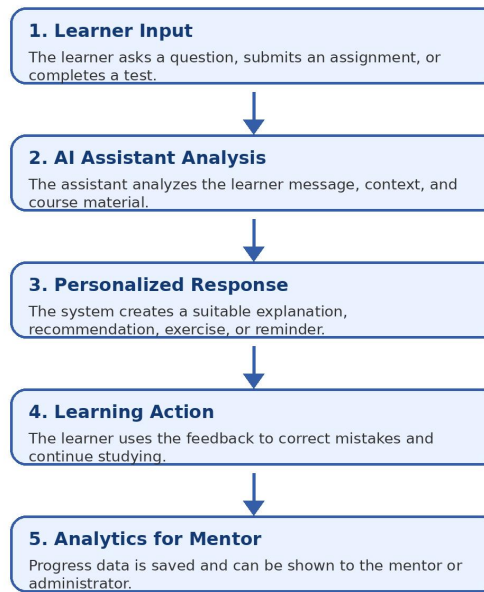 1. Learner Input
The learner asks a question, submits an assignment, or
completes a test.
2. AI Assistant Analysis
The assistant analyzes the learner message, context, and
course material.
3. Personalized Response
The system creates a suitable explanation,
recommendation, exercise, or reminder.
4. Learning Action
The learner uses the feedback to correct mistakes and
continue studying.
5. Analytics for Mentor
Progress data is saved and can be shown to the mentor or
administrator.